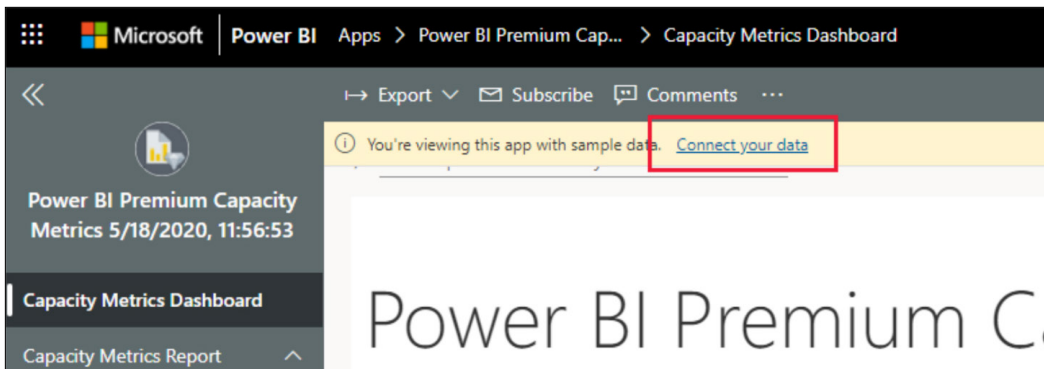 Microsoft Power BI Apps > Power BI Premium Cap... > Capacity Metrics Dashboard
Export Subscribe Comments ...
You're viewing this app with sample data. Connect your data
Power BI Premium Capacity
Metrics 5/18/2020, 11:56:53
Capacity Metrics Dashboard
Capacity Metrics Report
Power BI Premium C